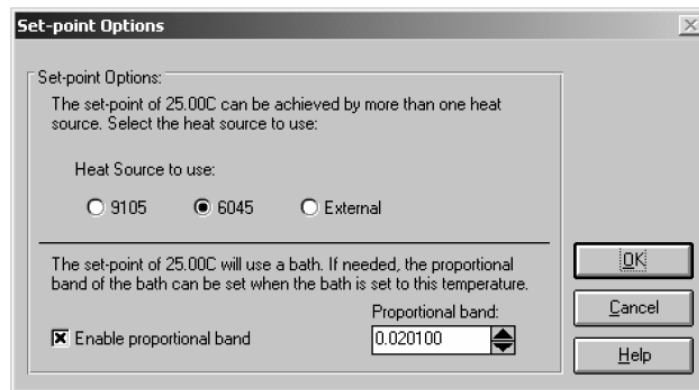 Set-point Options
Set-point Options:
The set-point of 25.00C can be achieved by more than one heat
source. Select the heat source to use:
Heat Source to use:
9105 6045 External
The set-point of 25.00C will use a bath. If needed, the proportional
band of the bath can be set when the bath is set to this temperature.
Proportional band:
Enable proportional band 0.020100
OK
Cancel
Help